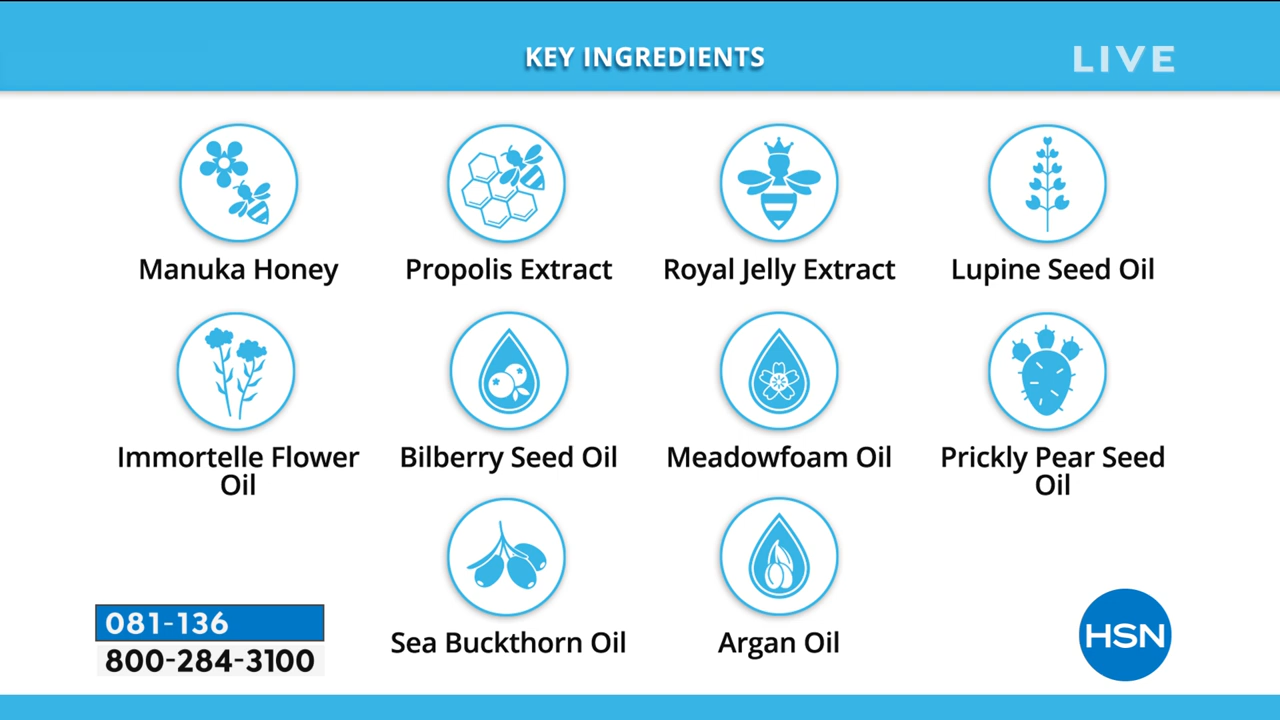 KEY INGREDIENTS
LIVE
Manuka Honey
Propolis Extract
Royal Jelly Extract
Lupine Seed Oil
Immortelle Flower
Oil
Bilberry Seed Oil
Meadowfoam Oil
Prickly Pear Seed
Oil
Sea Buckthorn Oil
Argan Oil
081-136
800-284-3100
HSN